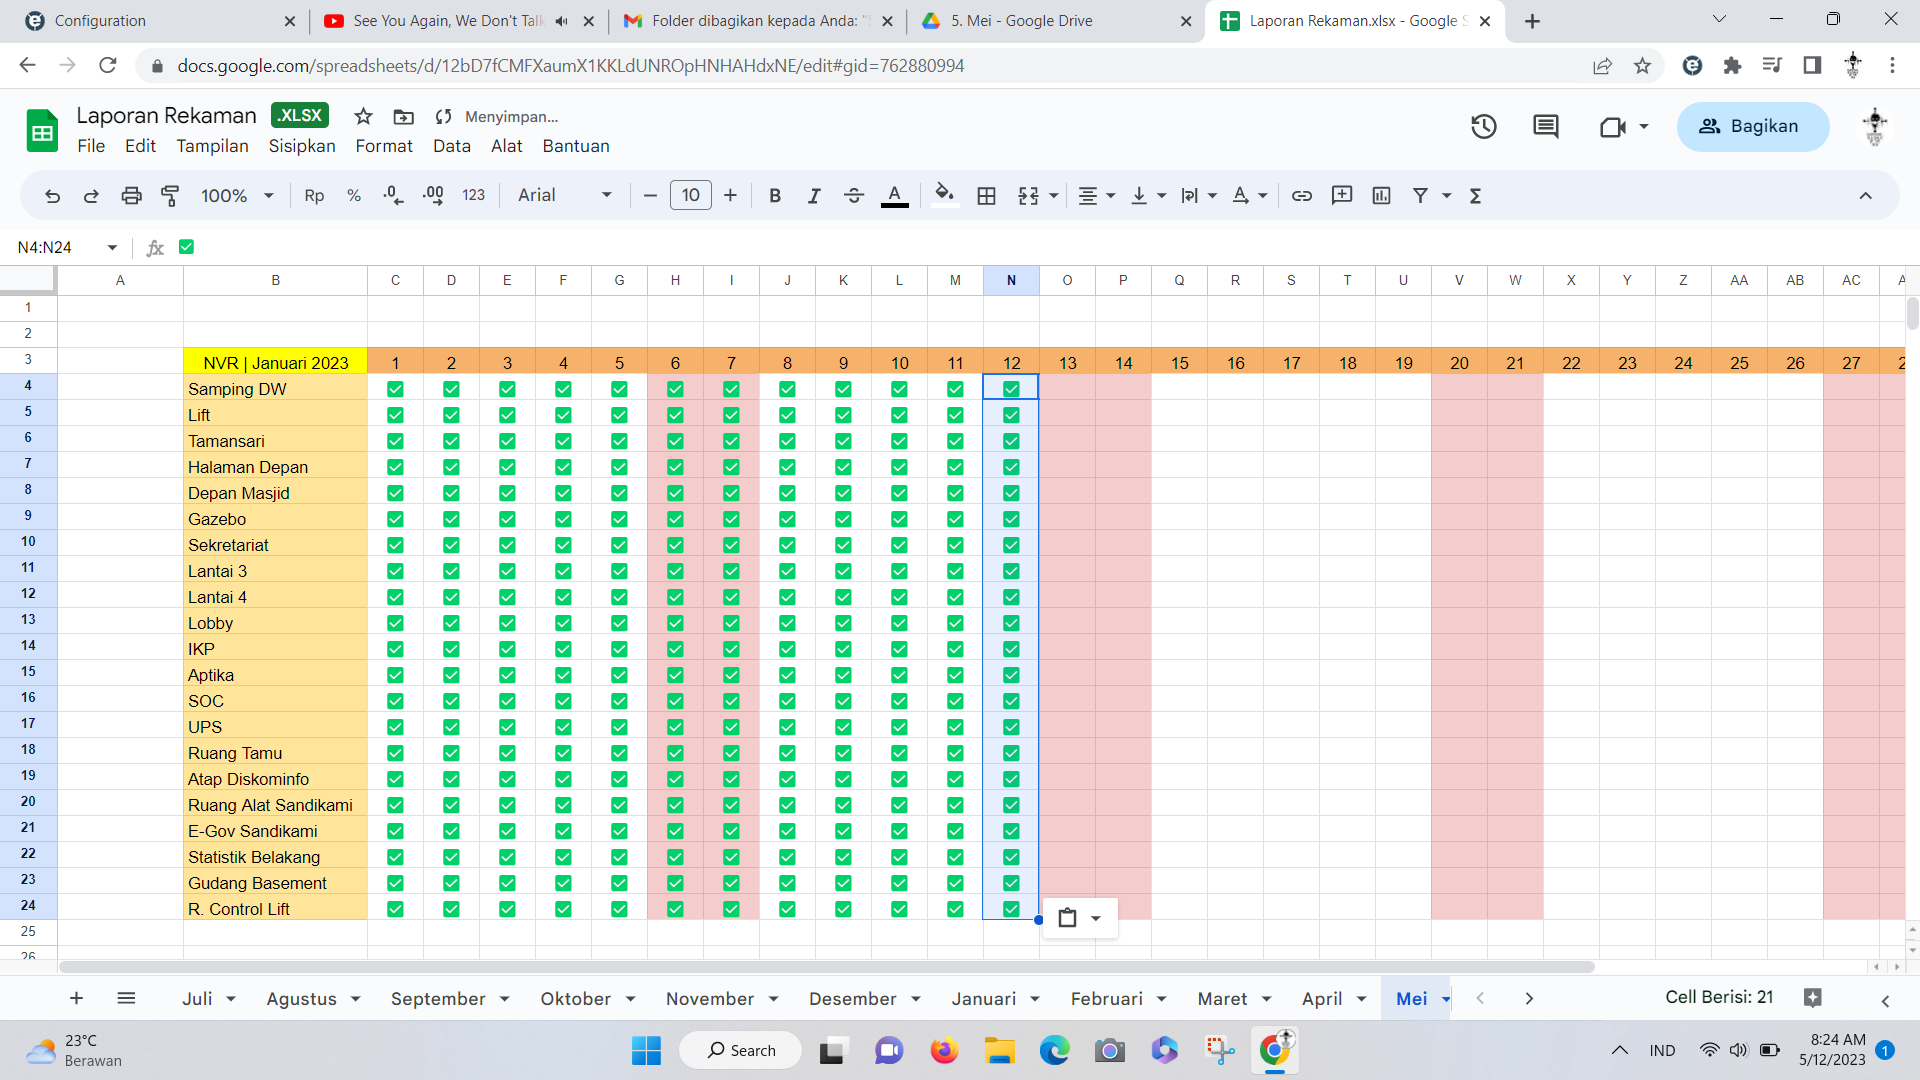 Configuration
See You Again, We Don't Talk
Folder dibagikan kepada Anda: "S
5. Mei - Google Drive
Laporan Rekaman.xlsx - Google S
docs.google.com/spreadsheets/d/12bD7fCMFXaumX1KKLdUNROpHNHAHdxNE/edit#gid=762880994
Laporan Rekaman .XLSX Menyimpan...
Bagikan
File Edit Tampilan Sisipkan Format Data Alat Bantuan
100% Rp % .0 .00 123 Arial 10 B I S A
N4:N24 fx
A B C D E F G H I J K L M N O P Q R S T U V W X Y Z AA AB AC
1
2
3 NVR | Januari 2023 1 2 3 4 5 6 7 8 9 10 11 12 13 14 15 16 17 18 19 20 21 22 23 24 25 26 27 2
4 Samping DW
5 Lift
6 Tamansari
7 Halaman Depan
8 Depan Masjid
9 Gazebo
10 Sekretariat
11 Lantai 3
12 Lantai 4
13 Lobby
14 IKP
15 Aptika
16 SOC
17 UPS
18 Ruang Tamu
19 Atap Diskominfo
20 Ruang Alat Sandikami
21 E-Gov Sandikami
22 Statistik Belakang
23 Gudang Basement
24 R. Control Lift
25
26
Juli Agustus September Oktober November Desember Januari Februari Maret April Mei Cell Berisi: 21
23°C
Berawan
Search
IND
8:24 AM
5/12/2023
1